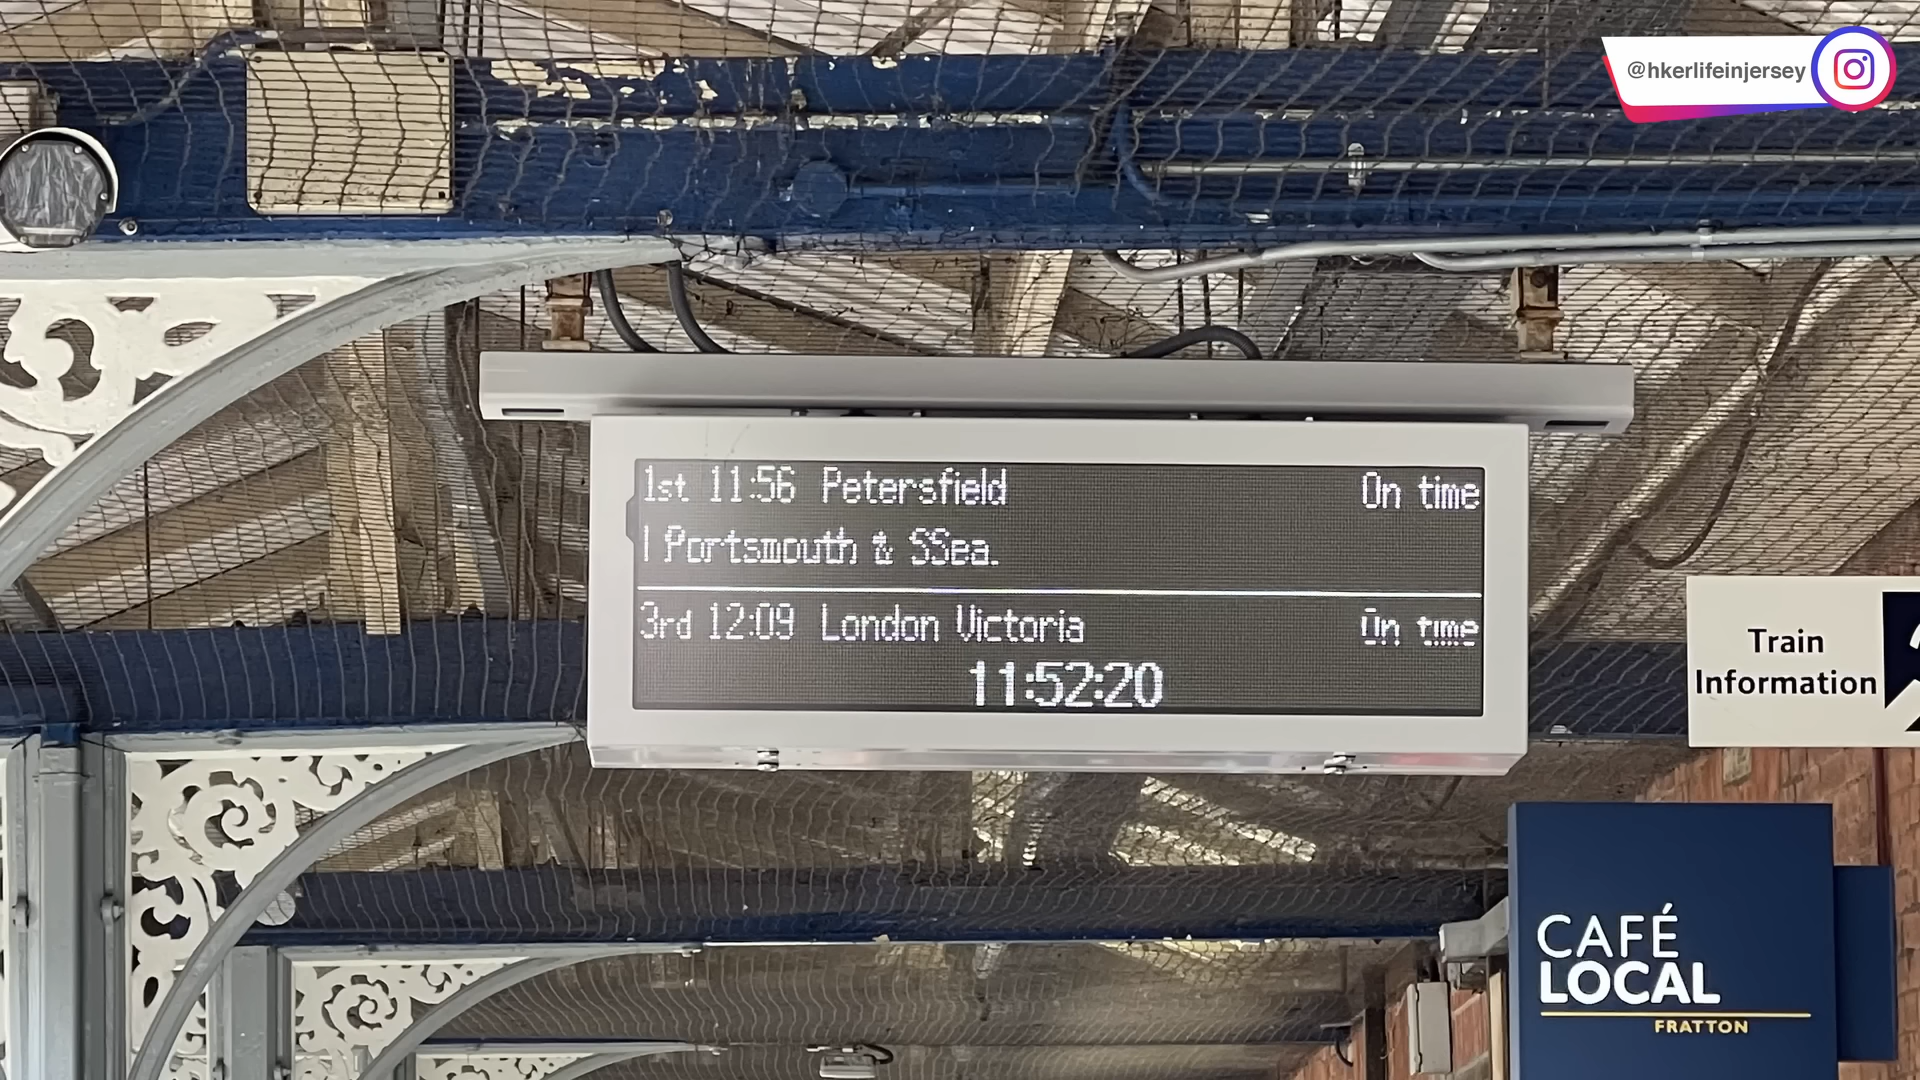 @hkerlifeinjersey
1st 11:56 Petersfield On time
Portsmouth & SSea.
3rd 12:09 London Victoria On time
11:52:20
Train
Information
CAFÉ
LOCAL
FRATTON